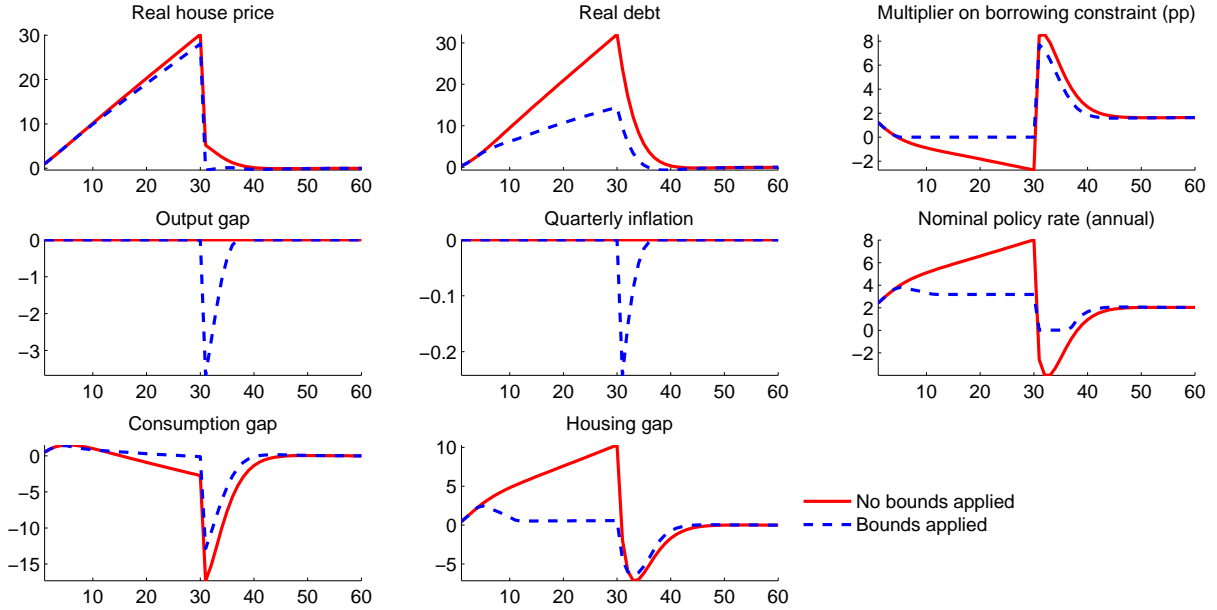 Real house price
Real debt
Multiplier on borrowing constraint (pp)
30
20
10
0
10 20 30 40 50 60
30
20
10
0
10 20 30 40 50 60
8
6
4
2
0
−2
10 20 30 40 50 60
Output gap
Quarterly inflation
Nominal policy rate (annual)
0
−1
−2
−3
10 20 30 40 50 60
0
−0.1
−0.2
10 20 30 40 50 60
8
6
4
2
0
−2
10 20 30 40 50 60
Consumption gap
Housing gap
0
−5
−10
−15
10 20 30 40 50 60
10
5
0
−5
10 20 30 40 50 60
No bounds applied
Bounds applied